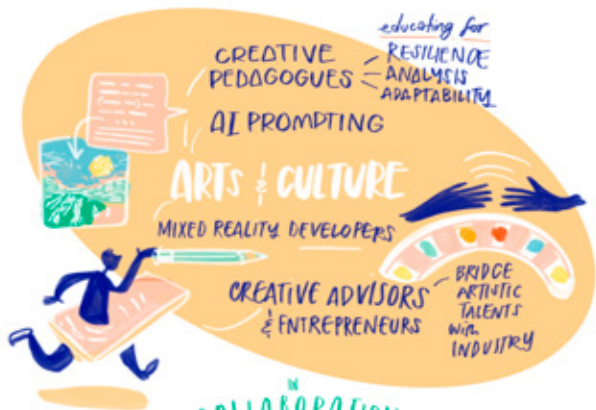 educating for
CREATIVE
PEDAGOGUES
RESILIENCE
ANALYSIS
ADAPTABILITY
AI PROMPTING
ARTS & CULTURE
MIXED REALITY DEVELOPERS
CREATIVE ADVISORS
& ENTREPRENEURS
BRIDGE
ARTISTIC
TALENTS
with
INDUSTRY
IN
COLLABORATION